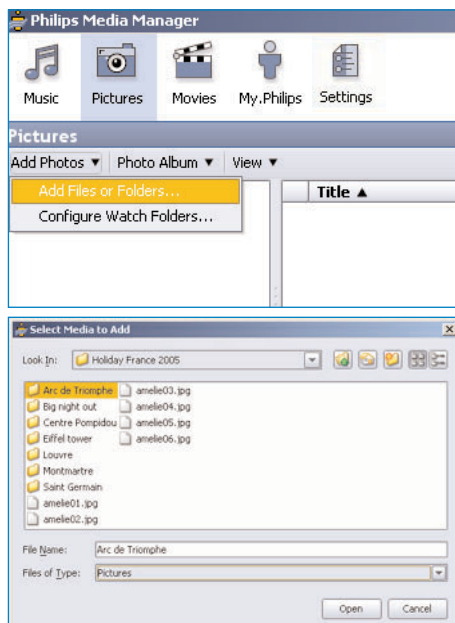 Philips Media Manager
Music Pictures Movies My.Philips Settings
Pictures
Add Photos ▼ Photo Album ▼ View ▼
Add Files or Folders... Title ▲
Configure Watch Folders...
Select Media to Add
Look In: Holiday France 2005
Arc de Triomphe amelie03.jpg
Big night out amelie04.jpg
Centre Pompidou amelie05.jpg
Eiffel tower amelie06.jpg
Louvre
Montmartre
Saint Germain
amelie01.jpg
amelie02.jpg
File Name: Arc de Triomphe
Files of Type: Pictures
Open Cancel